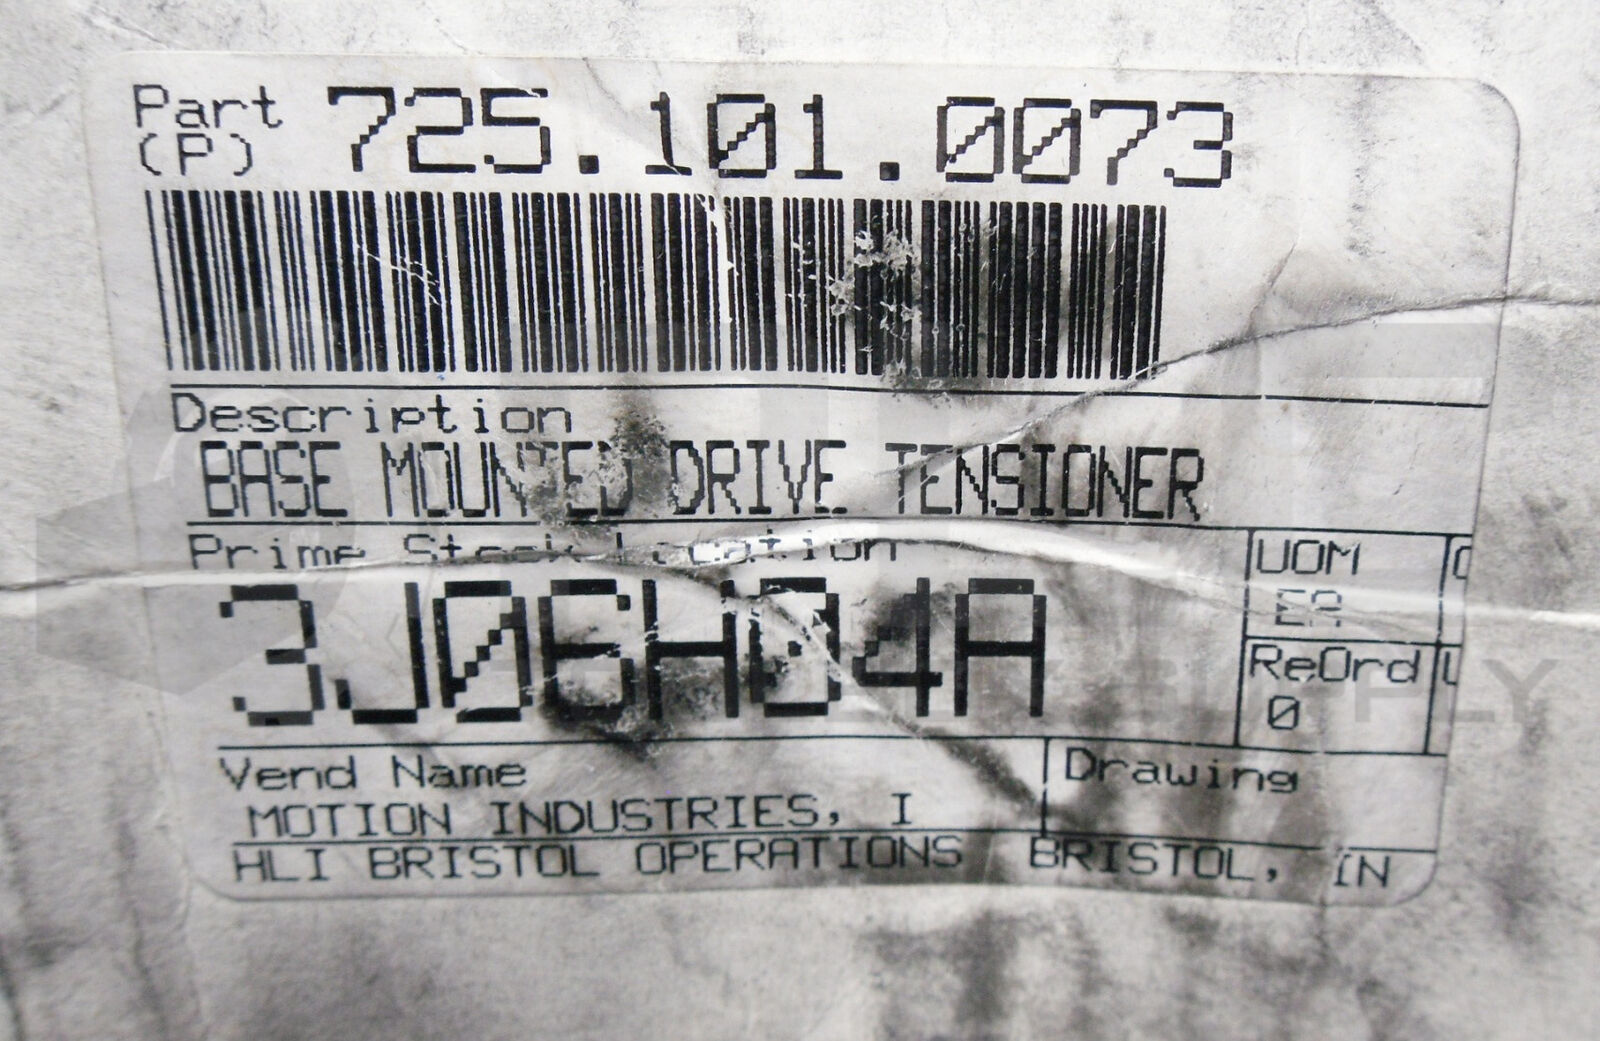 Part
(P)
725.101.0073
Description
BASE MOUNTED DRIVE TENSIONER
Prime Stock Location
3J06H04A
UOM
EA
ReOrd
0
Vend Name
MOTION INDUSTRIES, I
Drawing
HLI BRISTOL OPERATIONS BRISTOL, IN
SUPPLY